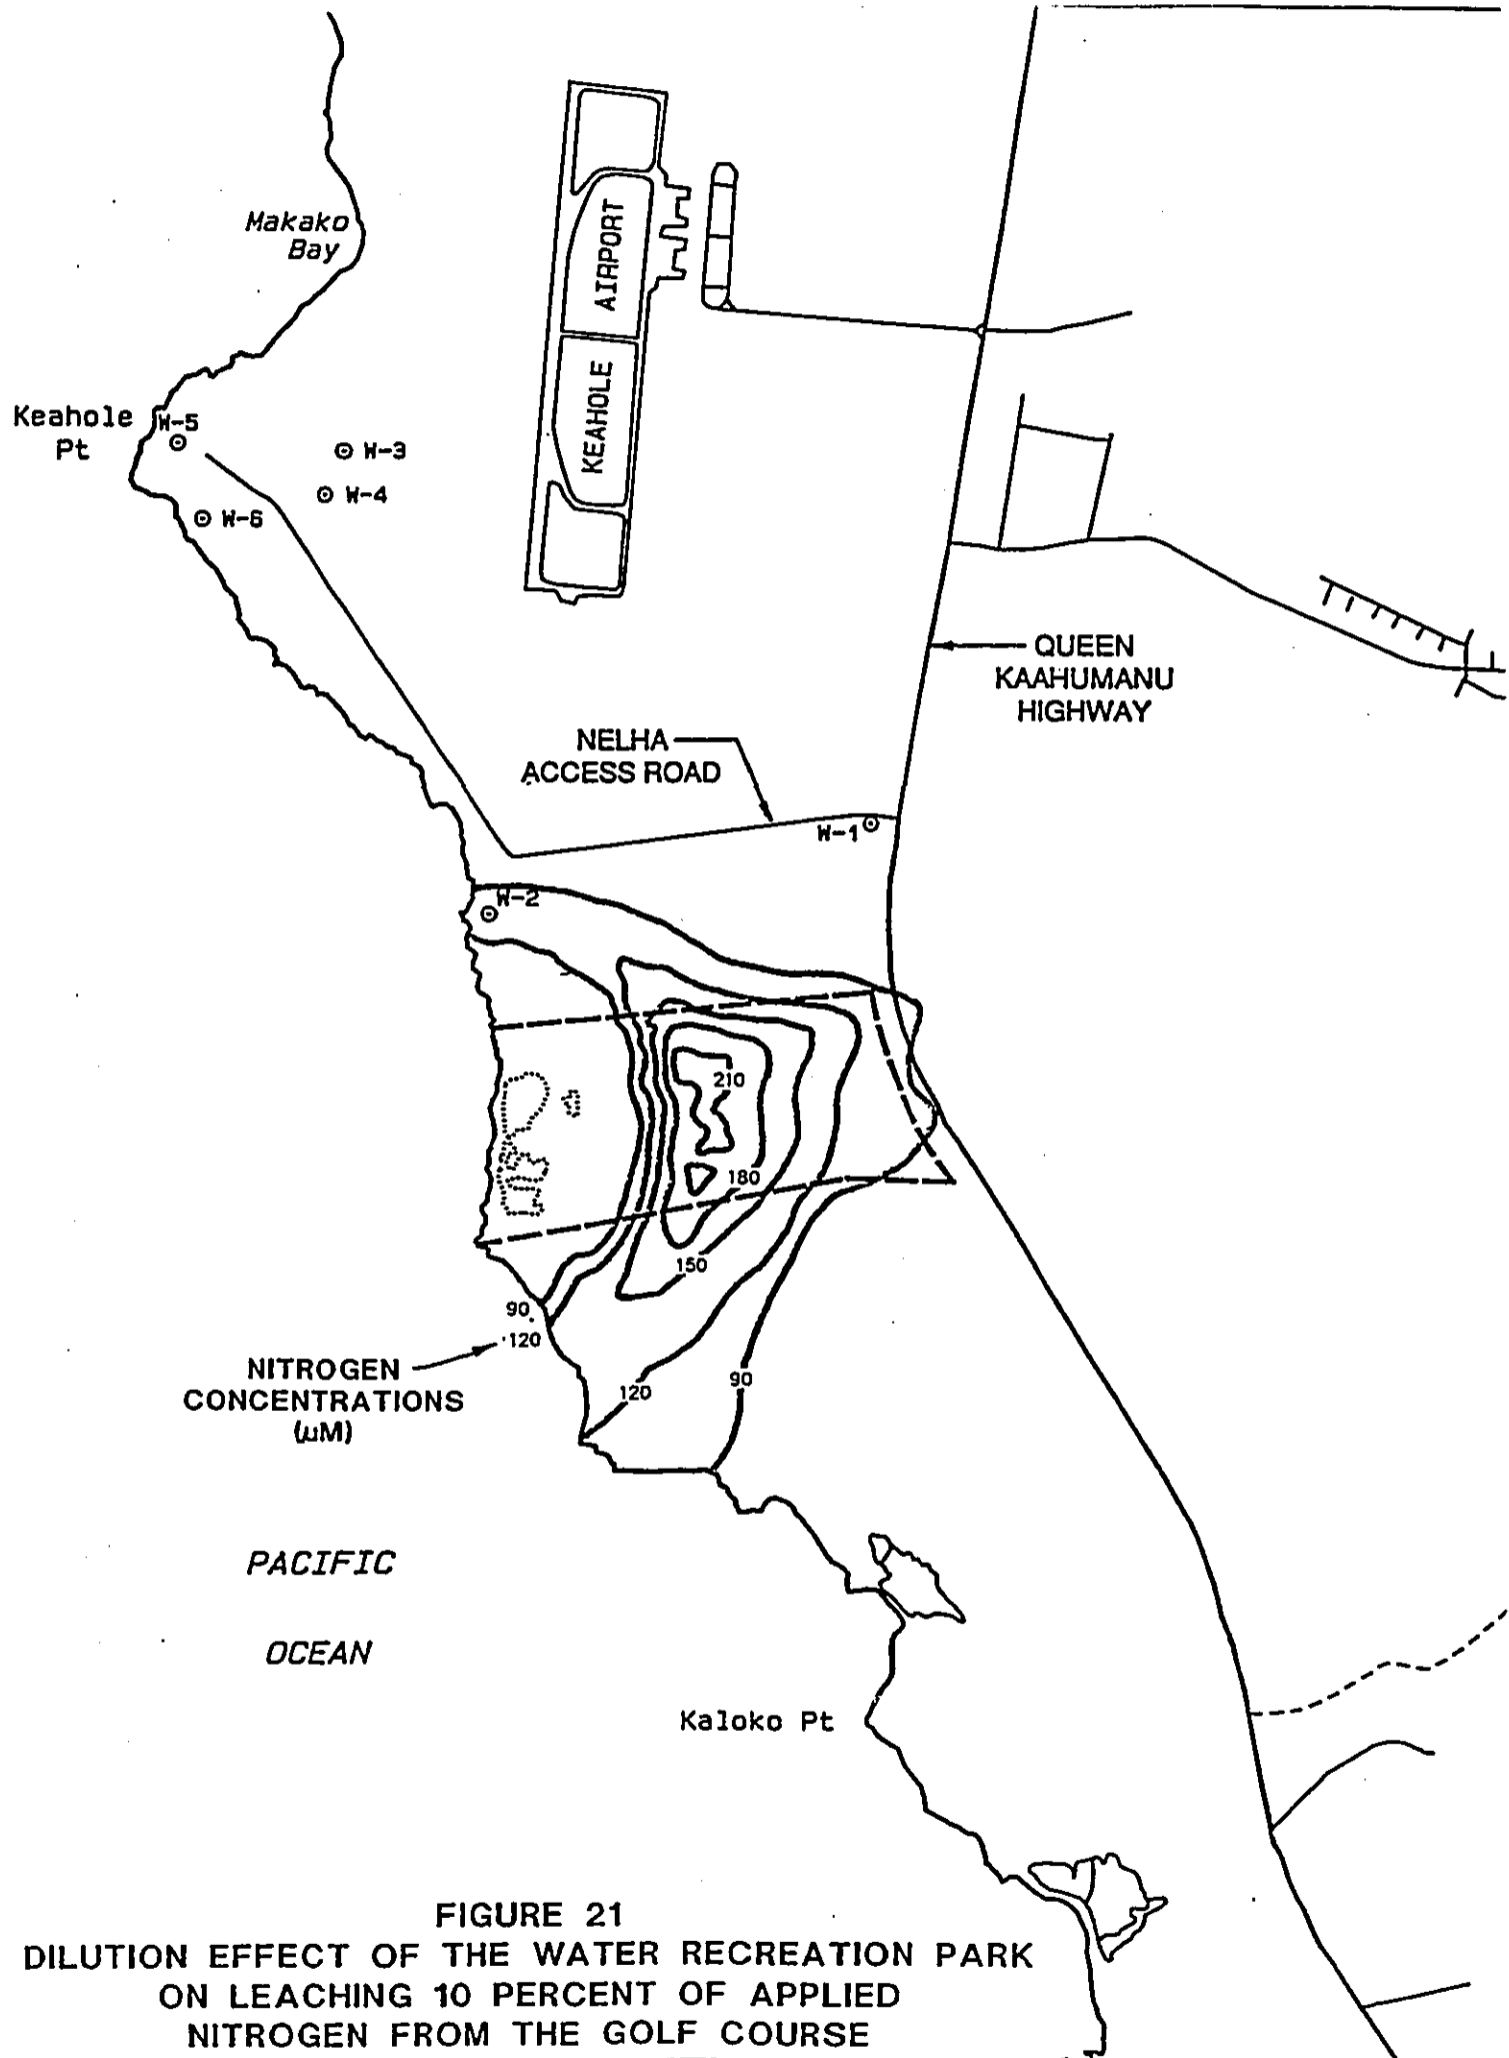 Makako
Bay
AIRPORT
KEAHOLE
Keahole
Pt
W-5
W-3
W-4
W-6
QUEEN
KAAHUMANU
HIGHWAY
NELHA
ACCESS ROAD
W-1
W-2
210
180
150
90
120
NITROGEN
CONCENTRATIONS
(µM)
120
90
PACIFIC
OCEAN
Kaloko Pt
FIGURE 21
DILUTION EFFECT OF THE WATER RECREATION PARK
ON LEACHING 10 PERCENT OF APPLIED
NITROGEN FROM THE GOLF COURSE